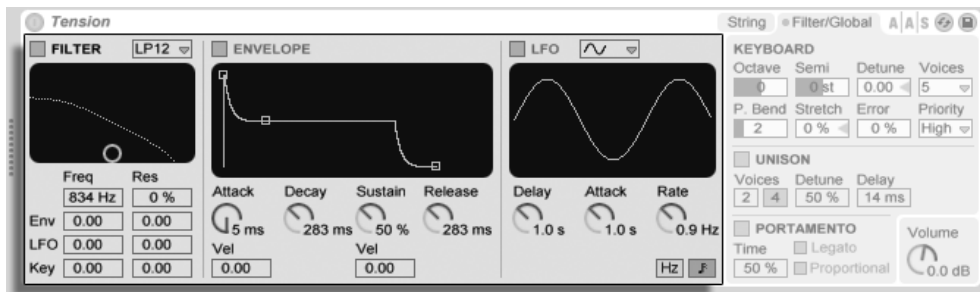 Tension String Filter/Global A A S
FILTER LP12 ENVELOPE LFO KEYBOARD
Octave Semi Detune Voices
0 0 st 0.00 5
P. Bend Stretch Error Priority
2 0 % 0 % High
Freq Res
834 Hz 0 %
Env 0.00 0.00
LFO 0.00 0.00
Key 0.00 0.00
Attack Decay Sustain Release
5 ms 283 ms 50 % 283 ms
Vel Vel
0.00 0.00
Delay Attack Rate
1.0 s 1.0 s 0.9 Hz
Hz
UNISON
Voices Detune Delay
2 4 50 % 14 ms
PORTAMENTO
Time Legato
50 % Proportional
Volume
0.0 dB